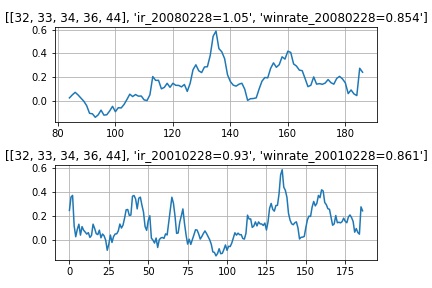 [[32, 33, 34, 36, 44], 'ir_20080228=1.05', 'winrate_20080228=0.854']
0.6
0.4
0.2
0.0
80 100 120 140 160 180
[[32, 33, 34, 36, 44], 'ir_20010228=0.93', 'winrate_20010228=0.861']
0.6
0.4
0.2
0.0
0 25 50 75 100 125 150 175